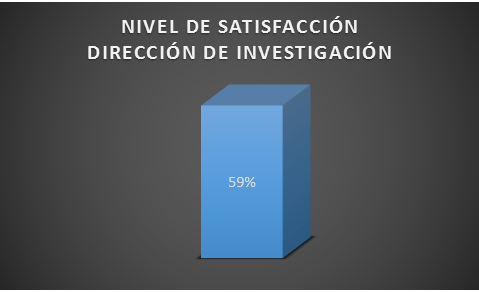 NIVEL DE SATISFACCIÓN
DIRECCIÓN DE INVESTIGACIÓN
59%